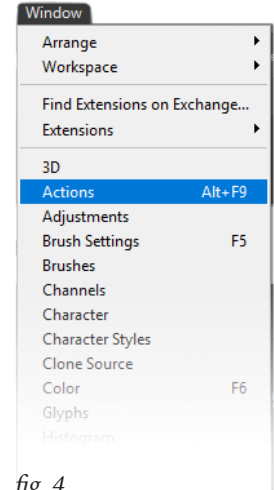 Window
Arrange
Workspace
Find Extensions on Exchange...
Extensions
3D
Actions Alt+F9
Adjustments
Brush Settings F5
Brushes
Channels
Character
Character Styles
Clone Source
Color F6
Glyphs
Histogram
fig 4